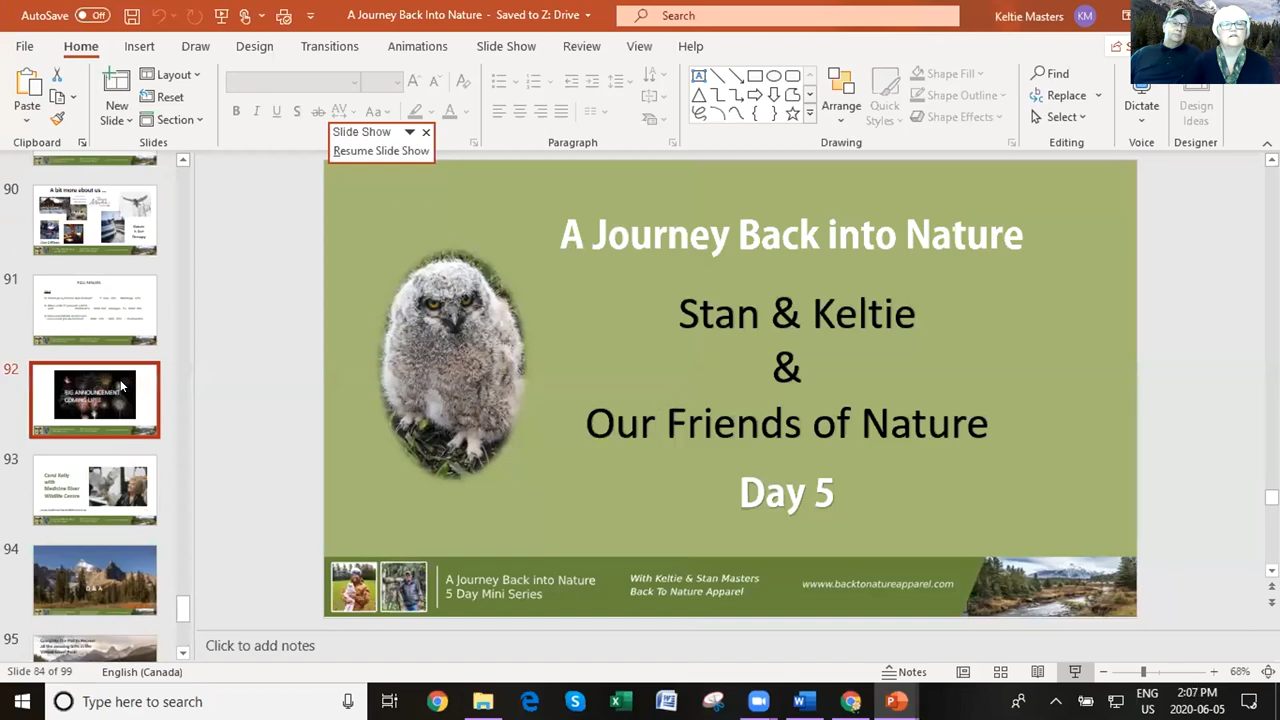 AutoSave Off
A Journey Back Into Nature - Saved to Z: Drive
Search
Keltie Masters KM
File Home Insert Draw Design Transitions Animations Slide Show Review View Help
Paste
New
Slide
Layout
Reset
Section
Slide Show
Resume Slide Show
Arrange
Quick
Styles
Shape Fill
Shape Outline
Shape Effects
Find
Replace
Select
Dictate
Design
Ideas
Clipboard Slides Paragraph Drawing Editing Voice Designer
90
A bit more about us ...
91
92
BIG ANNOUNCEMENT
93
Carol Kelly
with
Medicine River
Wildlife Centre
94
Q & A
95
A Journey Back into Nature
Stan & Keltie
&
Our Friends of Nature
Day 5
A Journey Back into Nature
5 Day Mini Series
With Keltie & Stan Masters
Back To Nature Apparel
wwww.backtonatureapparel.com
Click to add notes
Slide 84 of 99 English (Canada) Notes 68%
Type here to search
ENG
US
2:07 PM
2020-06-05